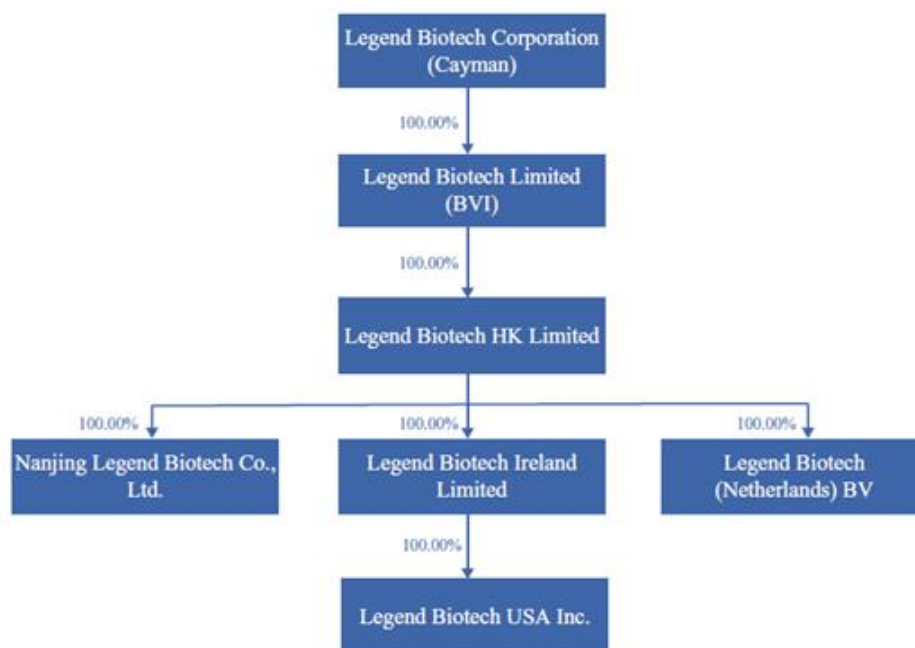 Legend Biotech Corporation
(Cayman)
100.00%
Legend Biotech Limited
(BVI)
100.00%
Legend Biotech HK Limited
100.00%
100.00%
100.00%
Nanjing Legend Biotech Co.,
Ltd.
Legend Biotech Ireland
Limited
Legend Biotech
(Netherlands) BV
100.00%
Legend Biotech USA Inc.